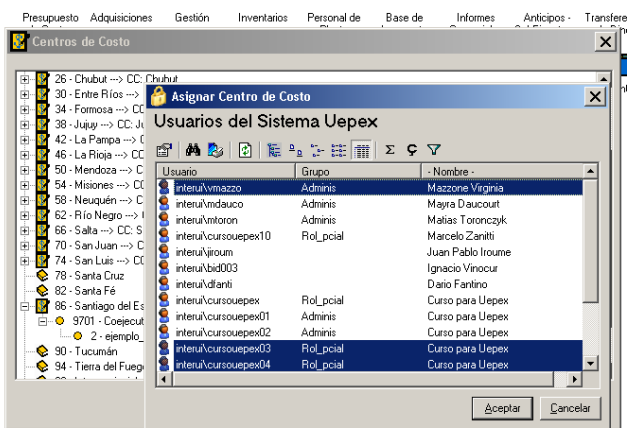 Presupuesto Adquisiciones Gestión Inventarios Personal de Base de Informes Anticipos - Transfere
Centros de Costo
26 - Chubut ---> CC: Chubut
30 - Entre Ríos --->
34 - Formosa ---> CC
38 - Jujuy ---> CC: Ju
42 - La Pampa --->
46 - La Rioja ---> CC
50 - Mendoza ---> C
54 - Misiones ---> CC
58 - Neuquén ---> C
62 - Río Negro --->
66 - Salta ---> CC: S
70 - San Juan ---> C
74 - San Luis ---> CC
78 - Santa Cruz
82 - Santa Fé
86 - Santiago del Es
9701 - Coejecut
2 - ejemplo_
90 - Tucumán
94 - Tierra del Fueg
Asignar Centro de Costo
Usuarios del Sistema Uepex
Usuario Grupo - Nombre -
interui\vmazzo Adminis Mazzone Virginia
interui\mdauco Adminis Mayra Daucourt
interui\mtoron Adminis Matias Toronczyk
interui\cursouepex10 Rol_pcial Marcelo Zanitti
interui\jiroum Juan Pablo Iroume
interui\bid003 Ignacio Vinocur
interui\dfanti Dario Fantino
interui\cursouepex Rol_pcial Curso para Uepex
interui\cursouepex01 Adminis Curso para Uepex
interui\cursouepex02 Adminis Curso para Uepex
interui\cursouepex03 Rol_pcial Curso para Uepex
interui\cursouepex04 Rol_pcial Curso para Uepex
Aceptar Cancelar